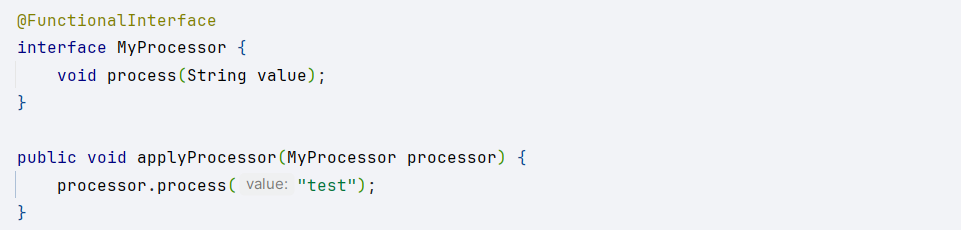 @FunctionalInterface
interface MyProcessor {
    void process(String value);
}

public void applyProcessor(MyProcessor processor) {
    processor.process( value: "test");
}